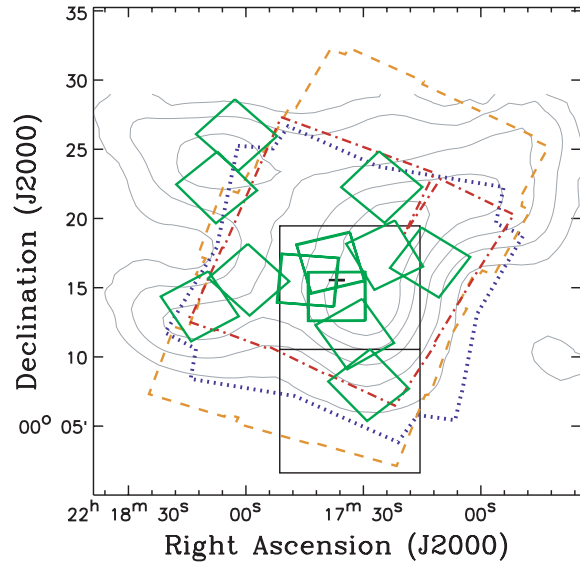 35
30
25
20
15
10
00° 05'
Declination (J2000)
22ʰ 18ᵐ 30ˢ 00ˢ 17ᵐ 30ˢ 00ˢ
Right Ascension (J2000)